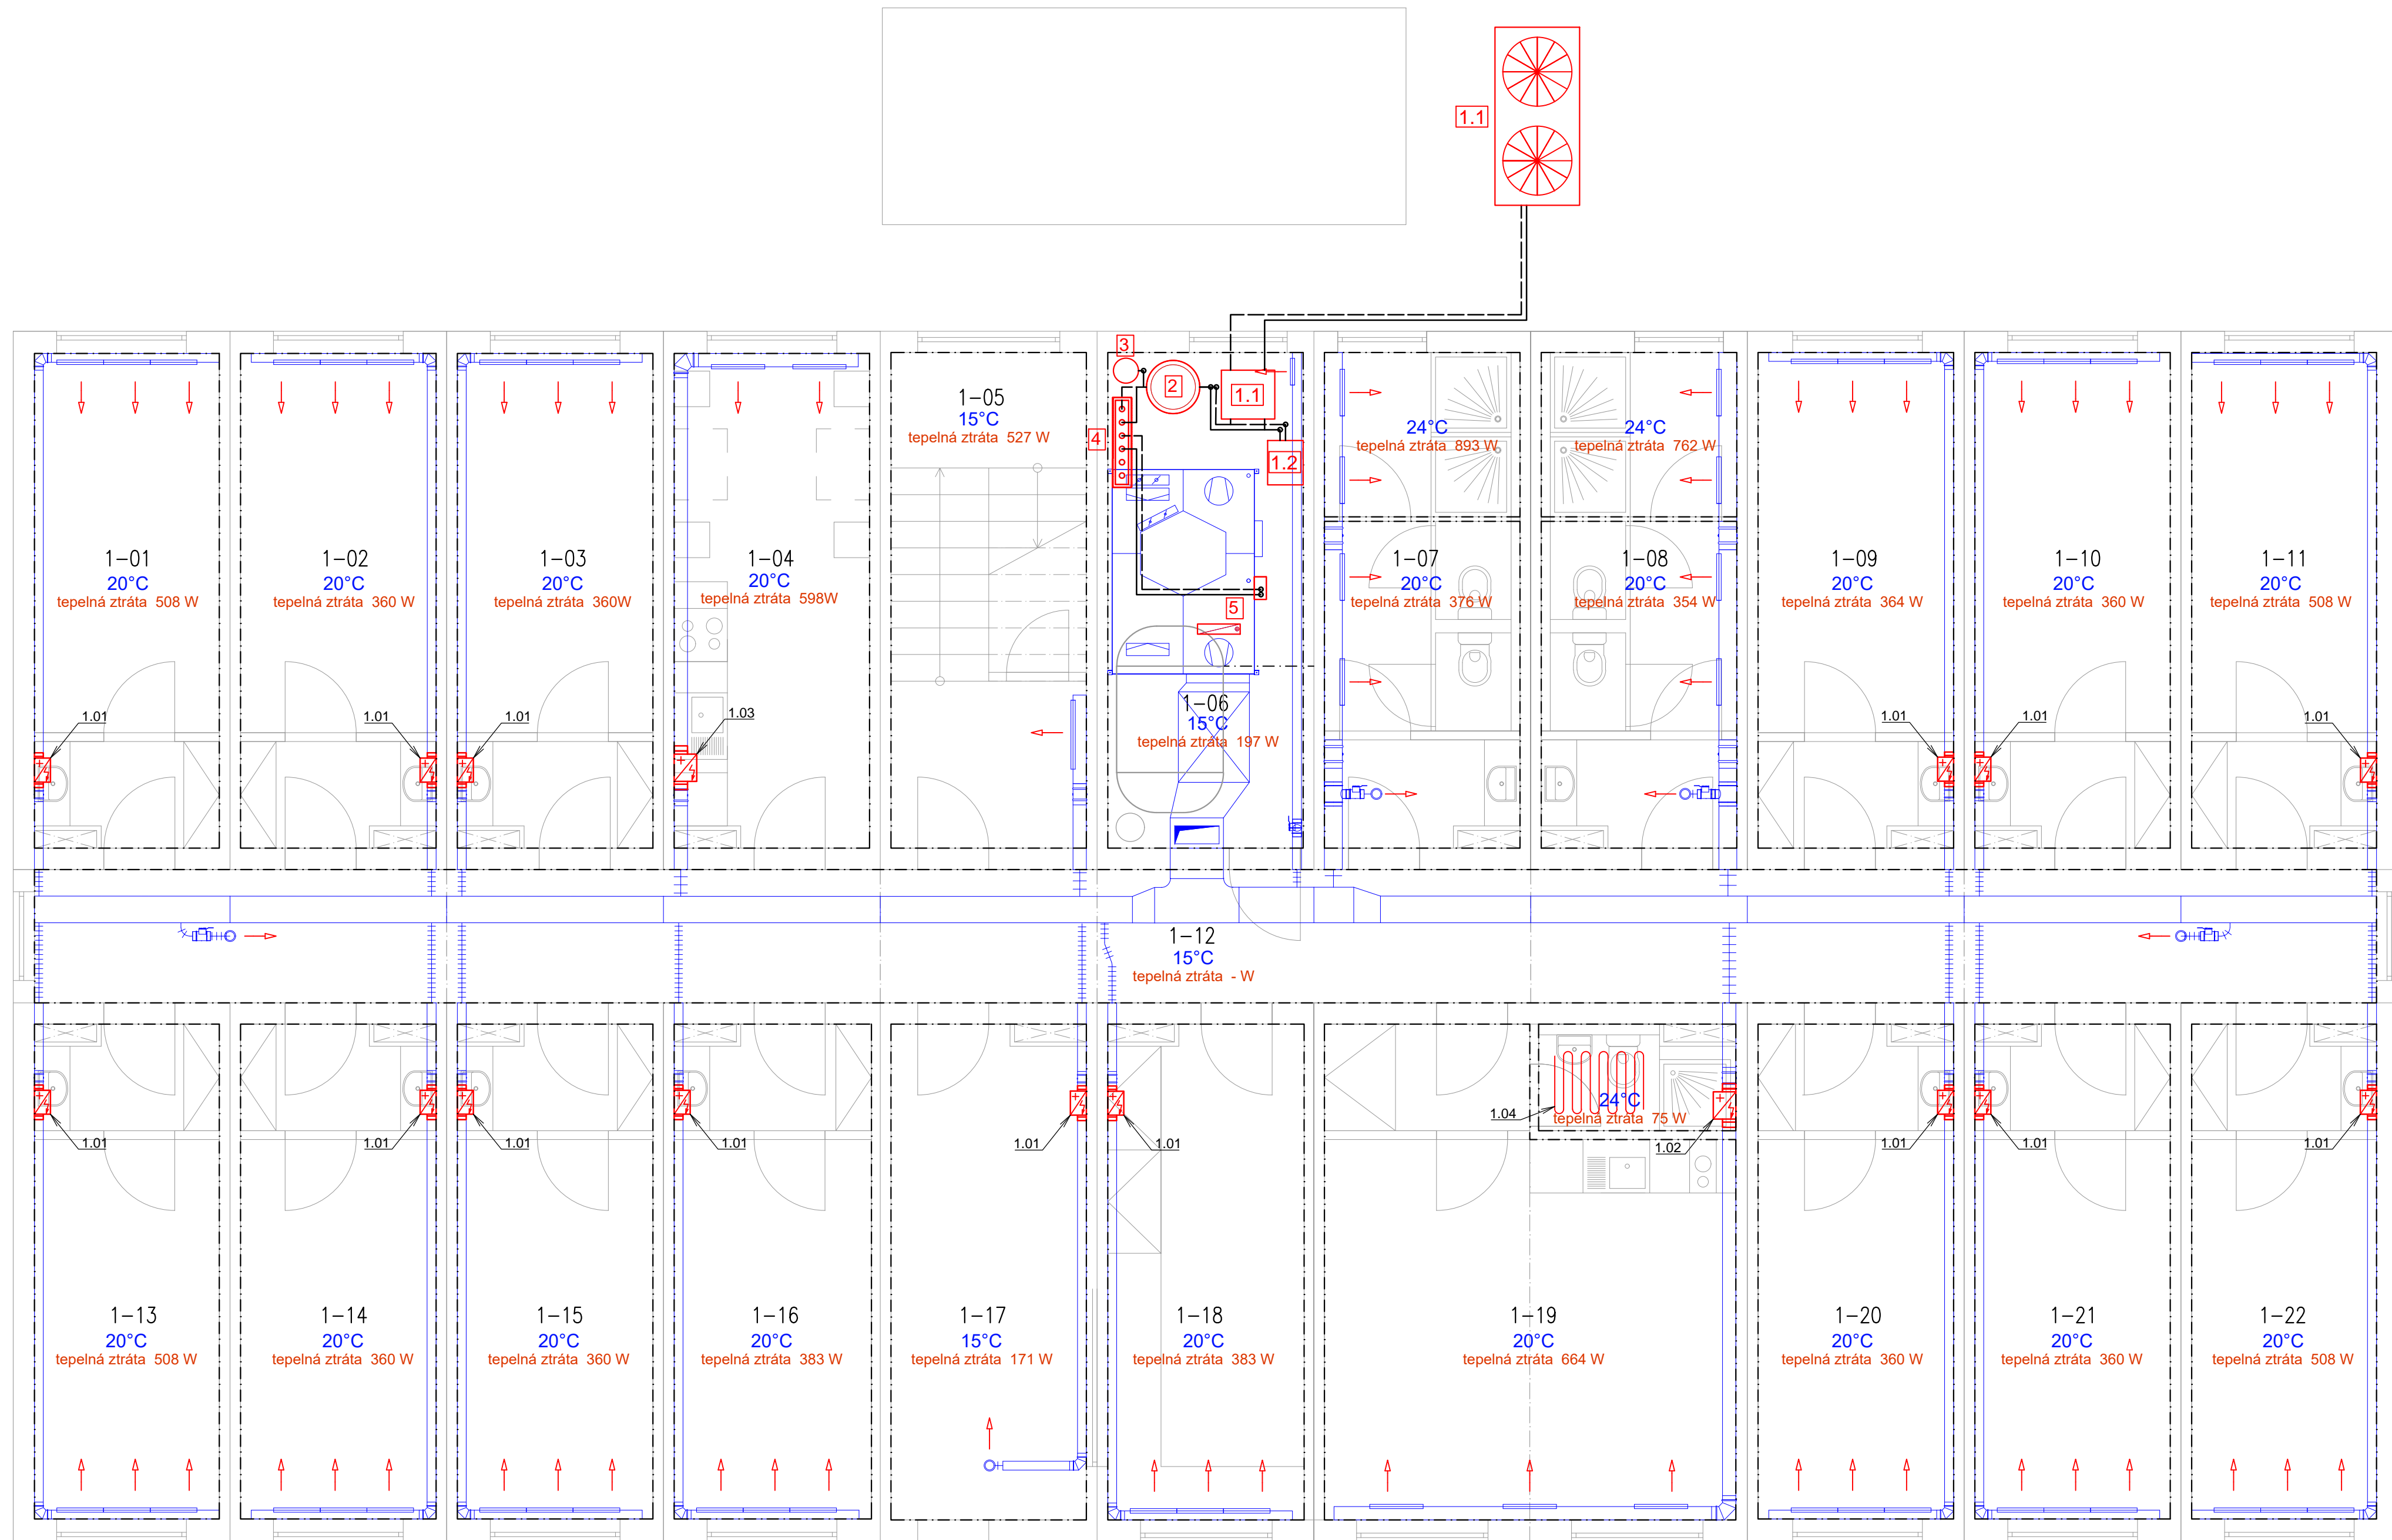 1.1
3
2
1.1
4
1.2
5
1-01
20°C
tepelná ztráta 508 W
1.01
1-02
20°C
tepelná ztráta 360 W
1.01
1-03
20°C
tepelná ztráta 360W
1.01
1-04
20°C
tepelná ztráta 598W
1.03
1-05
15°C
tepelná ztráta 527 W
1-06
15°C
tepelná ztráta 197 W
24°C
tepelná ztráta 893 W
1-07
20°C
tepelná ztráta 376 W
24°C
tepelná ztráta 762 W
1-08
20°C
tepelná ztráta 354 W
1-09
20°C
tepelná ztráta 364 W
1.01
1-10
20°C
tepelná ztráta 360 W
1.01
1-11
20°C
tepelná ztráta 508 W
1.01
1-12
15°C
tepelná ztráta - W
1.01
1-13
20°C
tepelná ztráta 508 W
1.01
1-14
20°C
tepelná ztráta 360 W
1.01
1-15
20°C
tepelná ztráta 360 W
1.01
1-16
20°C
tepelná ztráta 383 W
1.01
1-17
15°C
tepelná ztráta 171 W
1.01
1-18
20°C
tepelná ztráta 383 W
1.04
24°C
tepelná ztráta 75 W
1.02
1-19
20°C
tepelná ztráta 664 W
1.01
1-20
20°C
tepelná ztráta 360 W
1.01
1-21
20°C
tepelná ztráta 360 W
1.01
1-22
20°C
tepelná ztráta 508 W